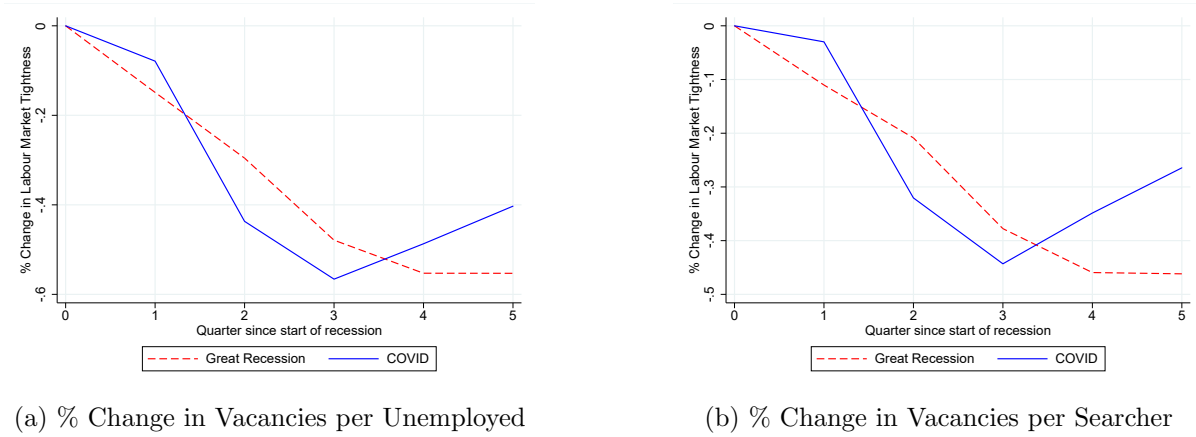 % Change in Labour Market Tightness
0
-.2
-.4
-.6
0 1 2 3 4 5
Quarter since start of recession
Great Recession COVID
(a) % Change in Vacancies per Unemployed
% Change in Labour Market Tightness
0
-.1
-.2
-.3
-.4
-.5
0 1 2 3 4 5
Quarter since start of recession
Great Recession COVID
(b) % Change in Vacancies per Searcher